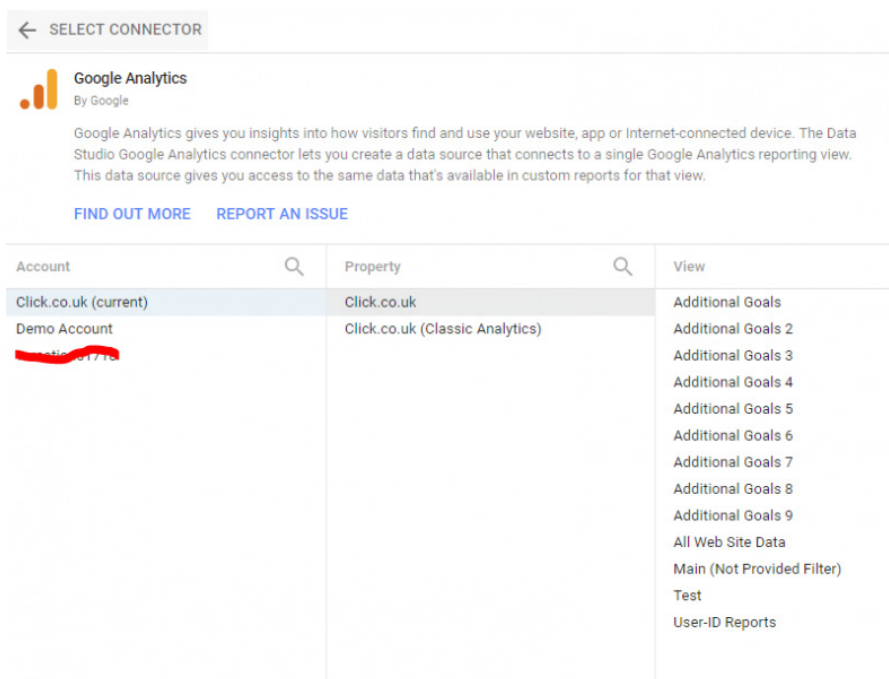 SELECT CONNECTOR
Google Analytics
By Google
Google Analytics gives you insights into how visitors find and use your website, app or Internet-connected device. The Data
Studio Google Analytics connector lets you create a data source that connects to a single Google Analytics reporting view.
This data source gives you access to the same data that's available in custom reports for that view.
FIND OUT MORE REPORT AN ISSUE
Account Property View
Click.co.uk (current) Click.co.uk Additional Goals
Demo Account Click.co.uk (Classic Analytics) Additional Goals 2
Additional Goals 3
Additional Goals 4
Additional Goals 5
Additional Goals 6
Additional Goals 7
Additional Goals 8
Additional Goals 9
All Web Site Data
Main (Not Provided Filter)
Test
User-ID Reports